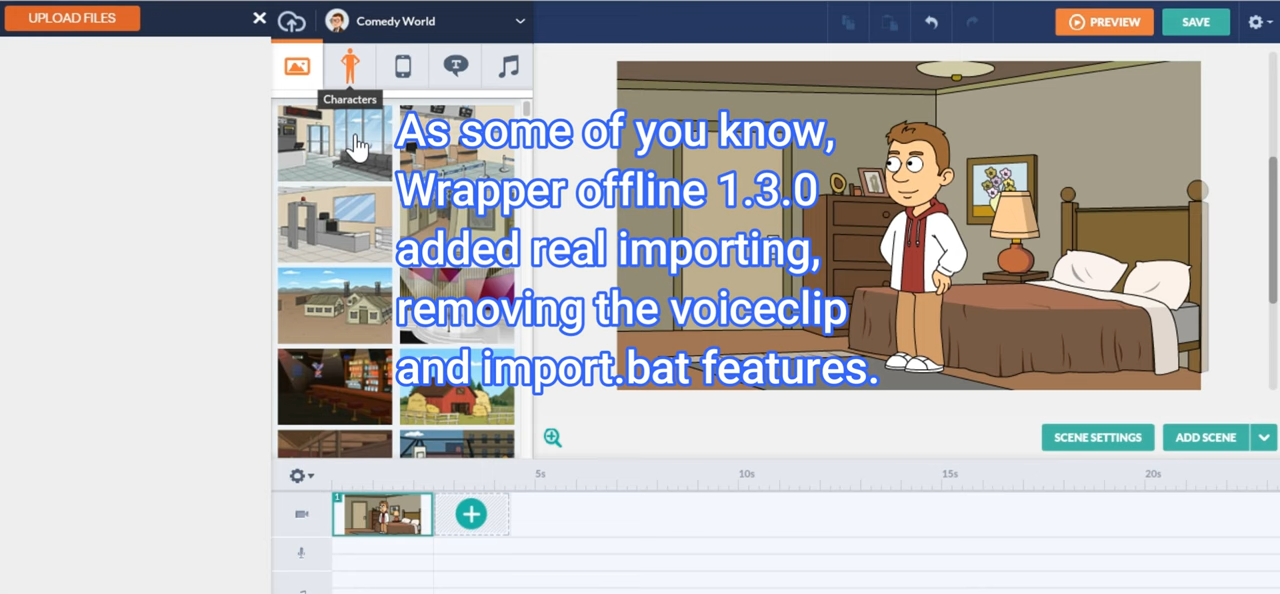 UPLOAD FILES
Comedy World
PREVIEW
SAVE
Characters
As some of you know,
Wrapper offline 1.3.0
added real importing,
removing the voiceclip
and import.bat features.
SCENE SETTINGS
ADD SCENE
5s
10s
15s
20s
1